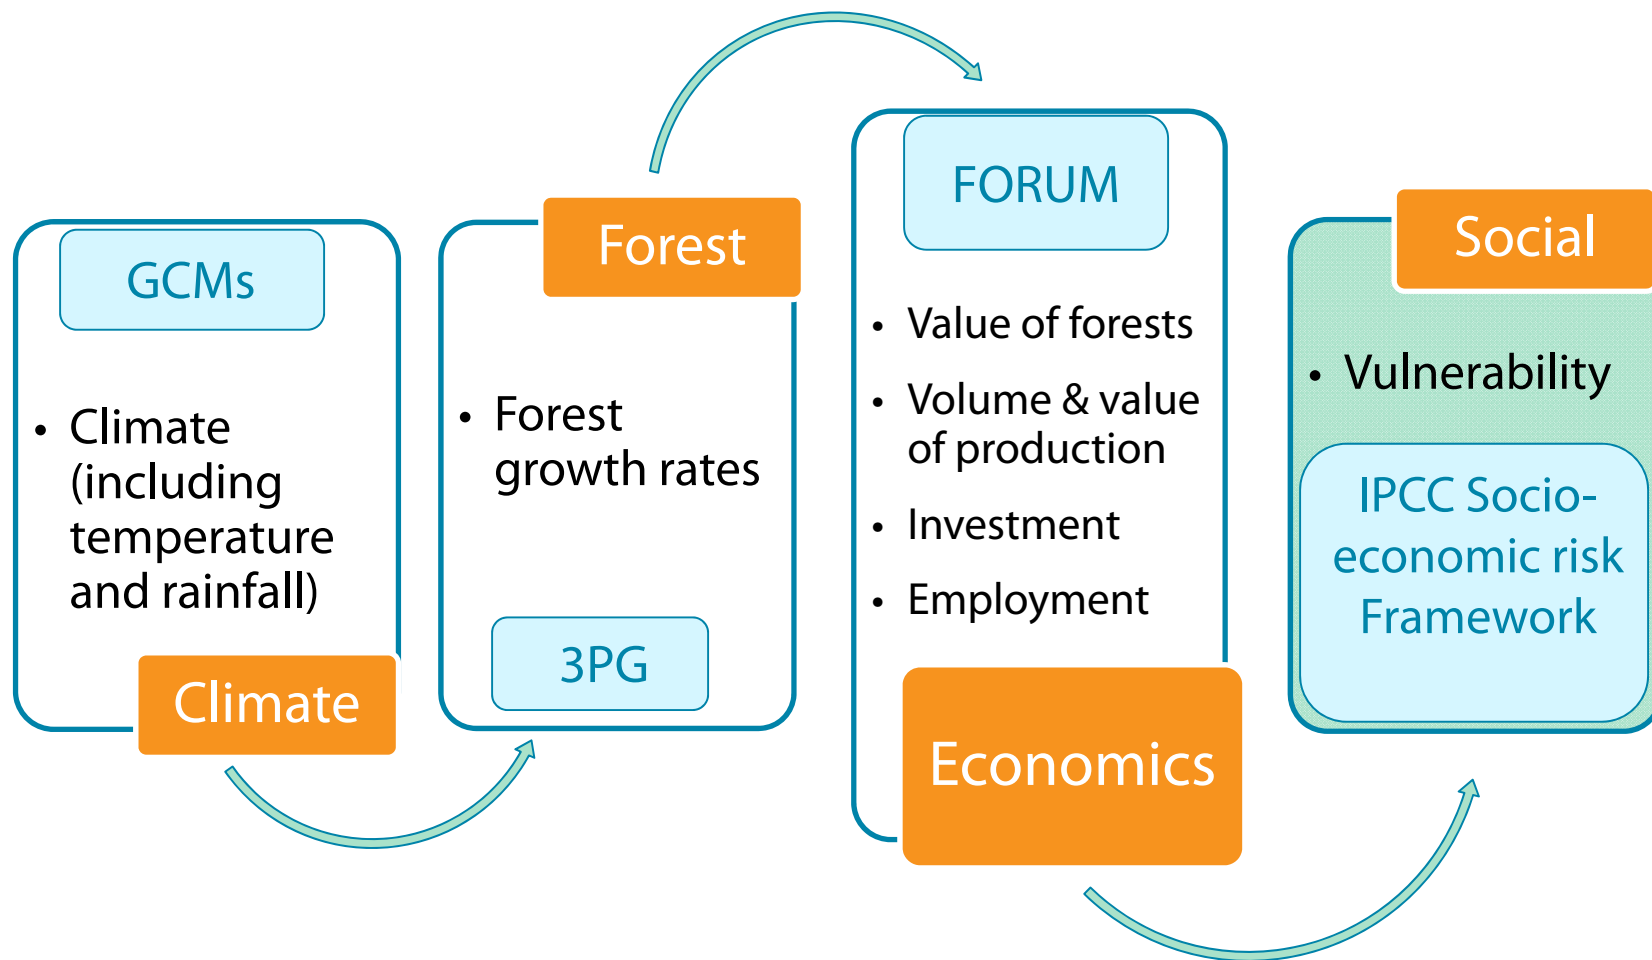 GCMs
• Climate
(including
temperature
and rainfall)
Climate
Forest
• Forest
growth rates
3PG
FORUM
• Value of forests
• Volume & value
of production
• Investment
• Employment
Economics
Social
• Vulnerability
IPCC Socio-
economic risk
Framework